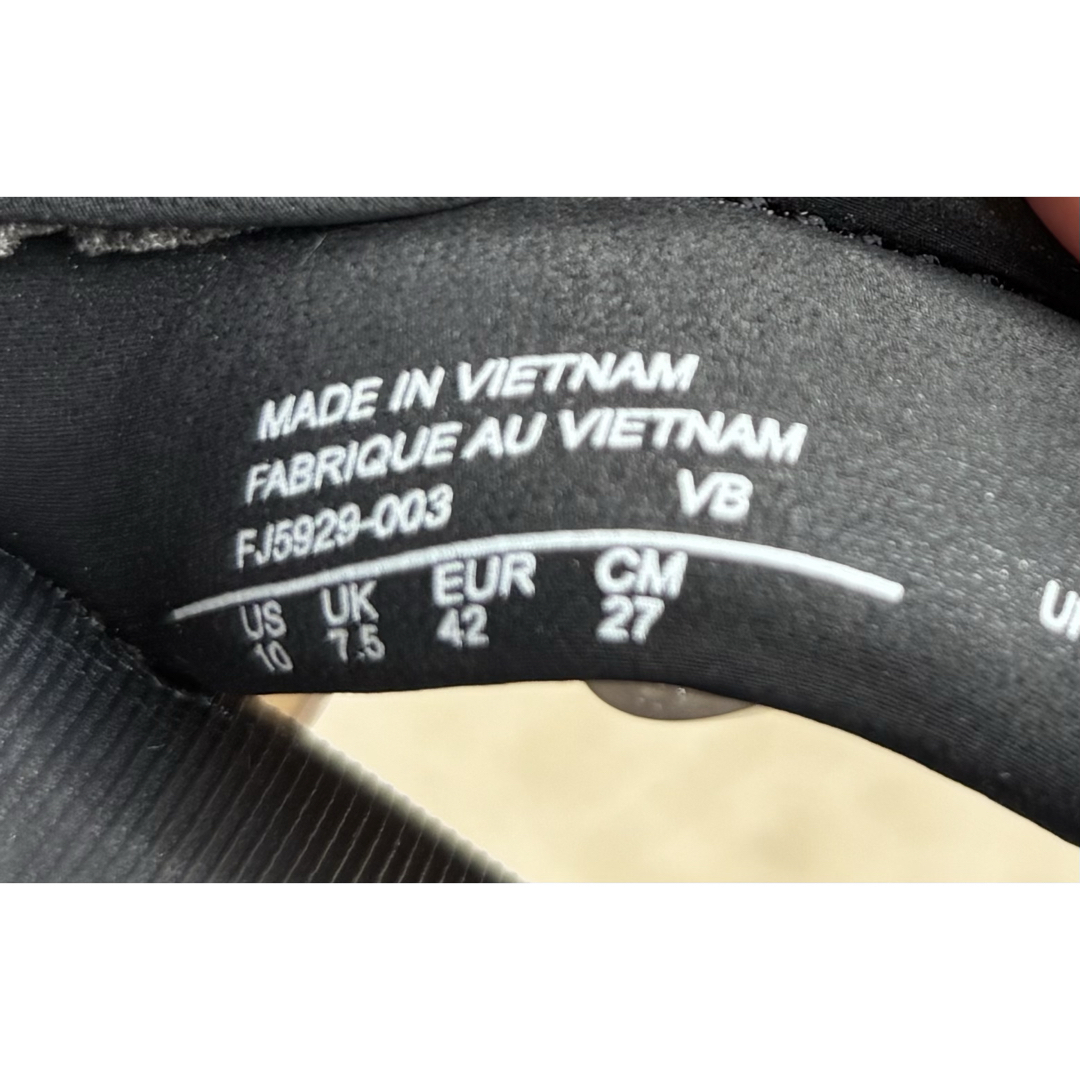 MADE IN VIETNAM
FABRIQUE AU VIETNAM
FJ5929-003 VB
US UK EUR CM
10 7.5 42 27